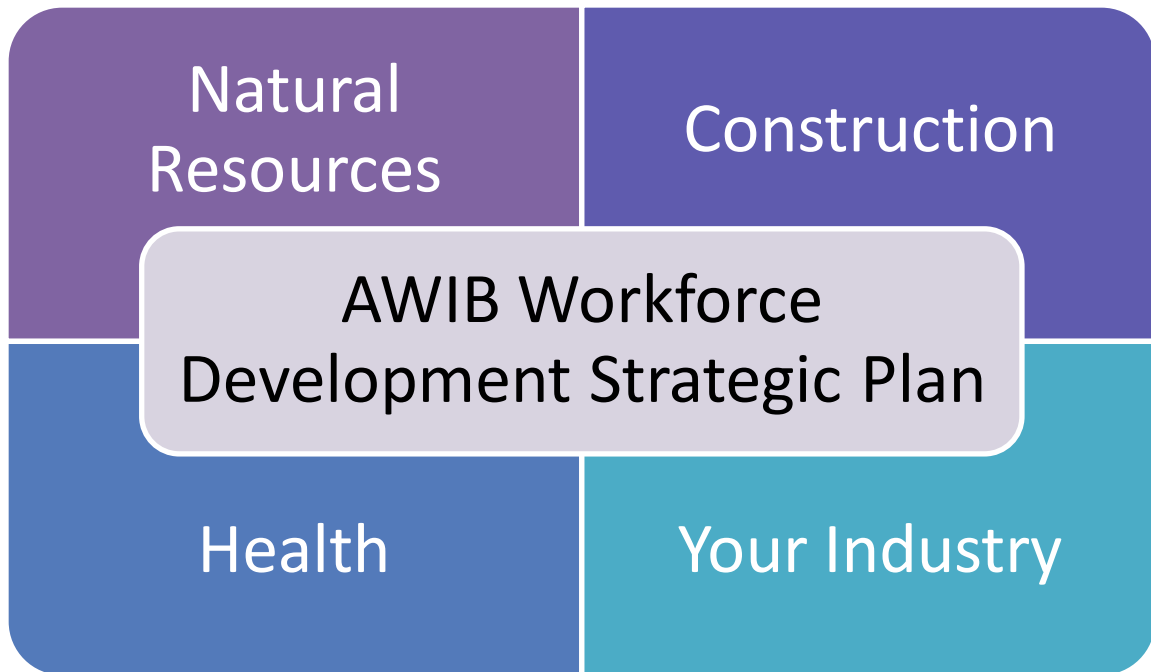 Natural
Resources
Construction
AWIB Workforce
Development Strategic Plan
Health
Your Industry